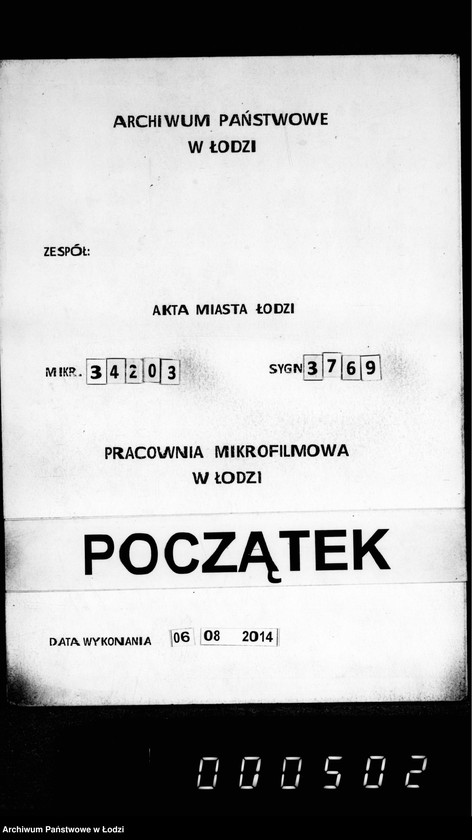 ARCHIWUM PAŃSTWOWE
W ŁODZI
ZESPÓŁ:
AKTA MIASTA ŁODZI
MIKR. 34203 SYGN 3769
PRACOWNIA MIKROFILMOWA
W ŁODZI
POCZĄTEK
DATA WYKONANIA 06 08 2014
000502
Archiwum Państwowe w Łodzi